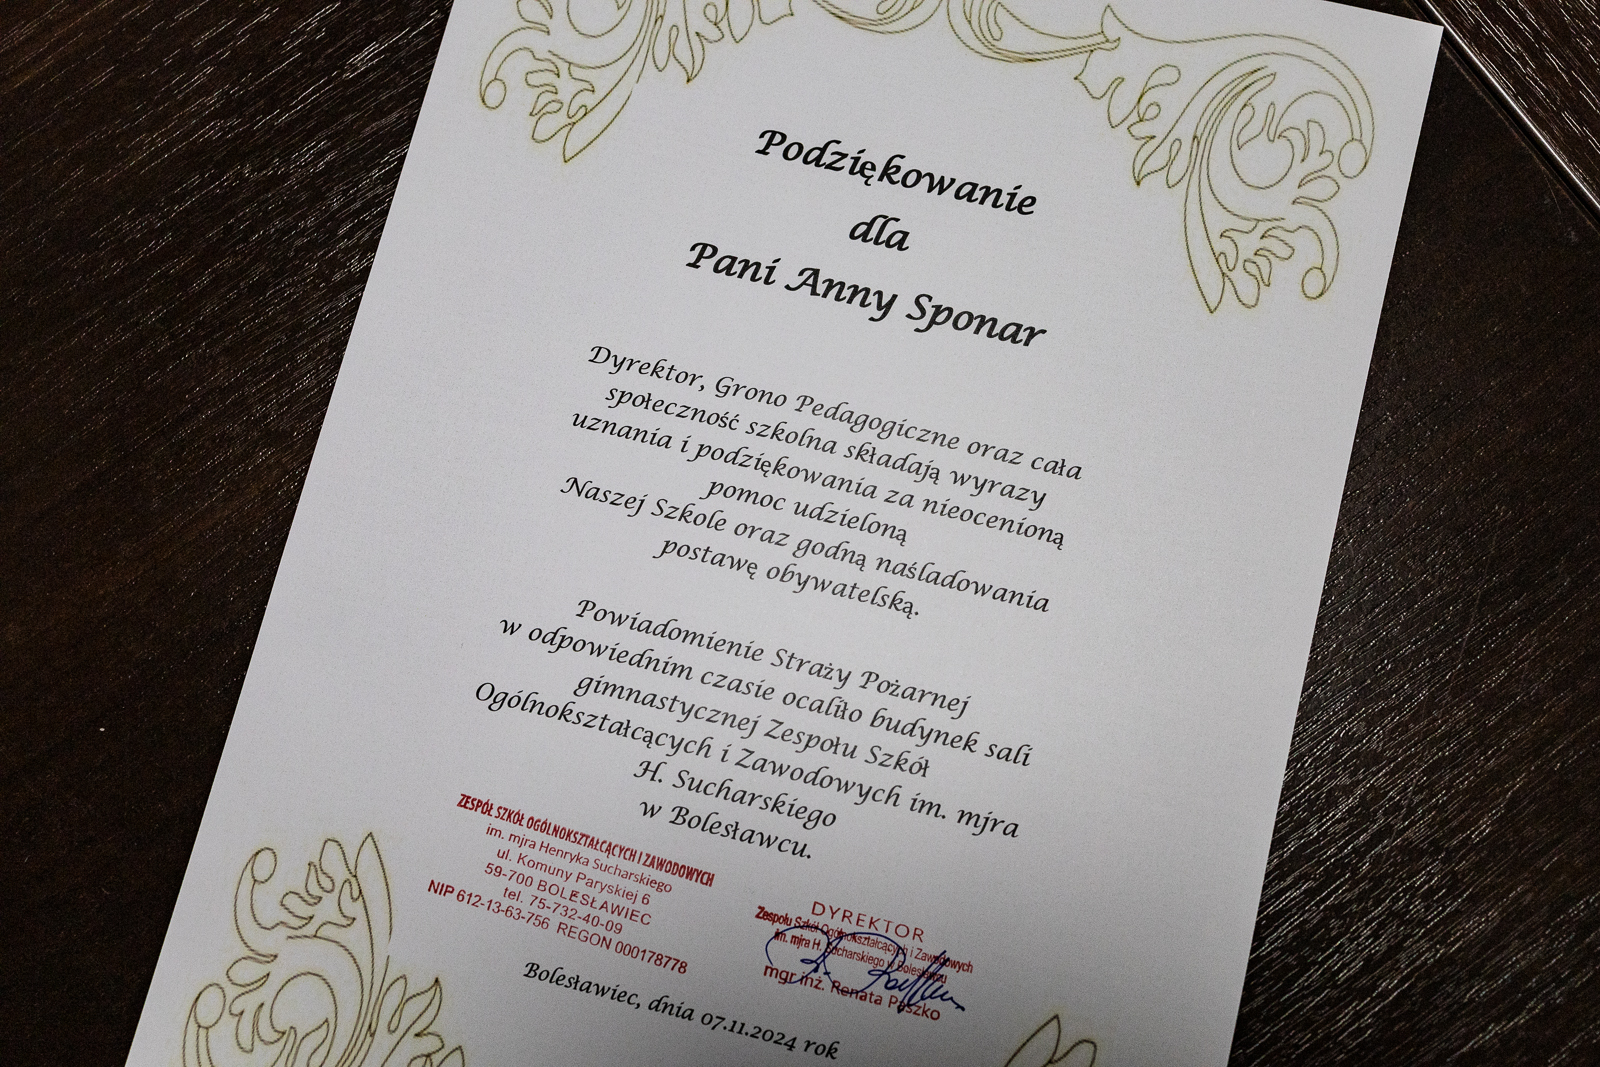 Podziękowanie
dla
Pani Anny Sponar
Dyrektor, Grono Pedagogiczne oraz cała
społeczność szkolna składają wyrazy
uznania i podziękowania za nieocenioną
pomoc udzieloną
Naszej Szkole oraz godną naśladowania
postawę obywatelską.
Powiadomienie Straży Pożarnej
w odpowiednim czasie ocaliło budynek sali
gimnastycznej Zespołu Szkół
Ogólnokształcących i Zawodowych im. mjra
H. Sucharskiego
w Bolesławcu.
ZESPÓŁ SZKÓŁ OGÓLNOKSZTAŁCĄCYCH I ZAWODOWYCH
im. mjra Henryka Sucharskiego
ul. Komuny Paryskiej 6
59-700 BOLESŁAWIEC
tel. 75-732-40-09
NIP 612-13-63-756 REGON 000178778
DYREKTOR
Zespołu Szkół Ogólnokształcących i Zawodowych
im. mjra H. Sucharskiego w Bolesławcu
mgr inż. Renata Paszko
Bolesławiec, dnia 07.11.2024 rok